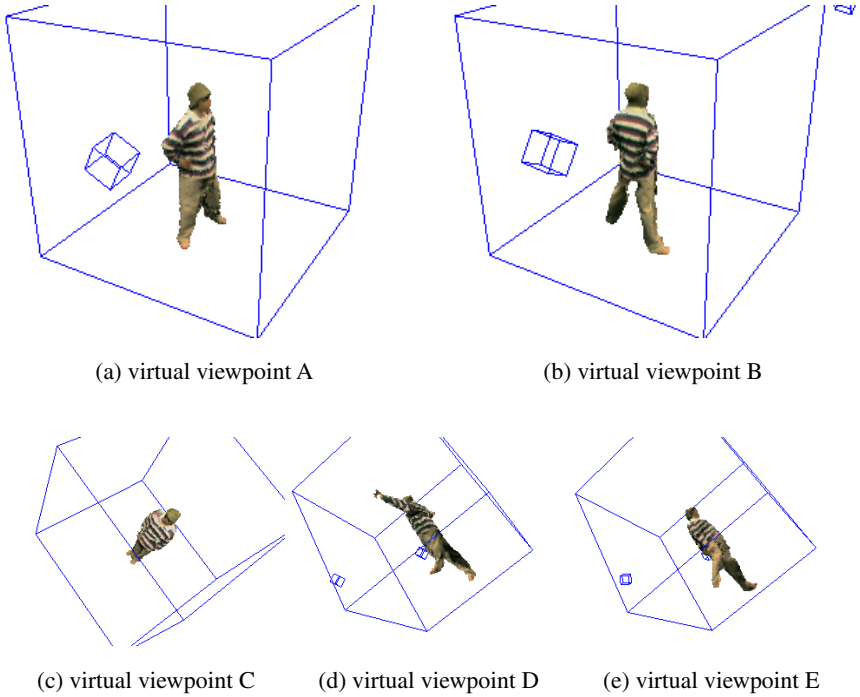 (a) virtual viewpoint A
(b) virtual viewpoint B
(c) virtual viewpoint C
(d) virtual viewpoint D
(e) virtual viewpoint E